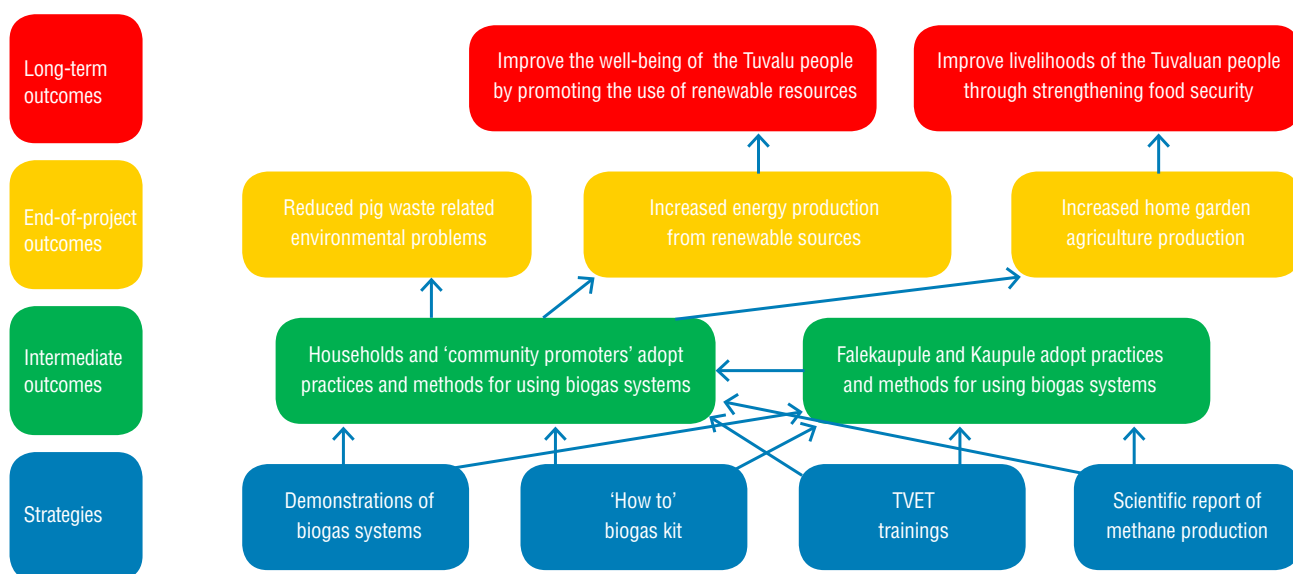 Long-term
outcomes
Improve the well-being of the Tuvalu people
by promoting the use of renewable resources
Improve livelihoods of the Tuvaluan people
through strengthening food security
End-of-project
outcomes
Reduced pig waste related
environmental problems
Increased energy production
from renewable sources
Increased home garden
agriculture production
Intermediate
outcomes
Households and ‘community promoters’ adopt
practices and methods for using biogas systems
Falekaupule and Kaupule adopt practices
and methods for using biogas systems
Strategies
Demonstrations of
biogas systems
‘How to’
biogas kit
TVET
trainings
Scientific report of
methane production